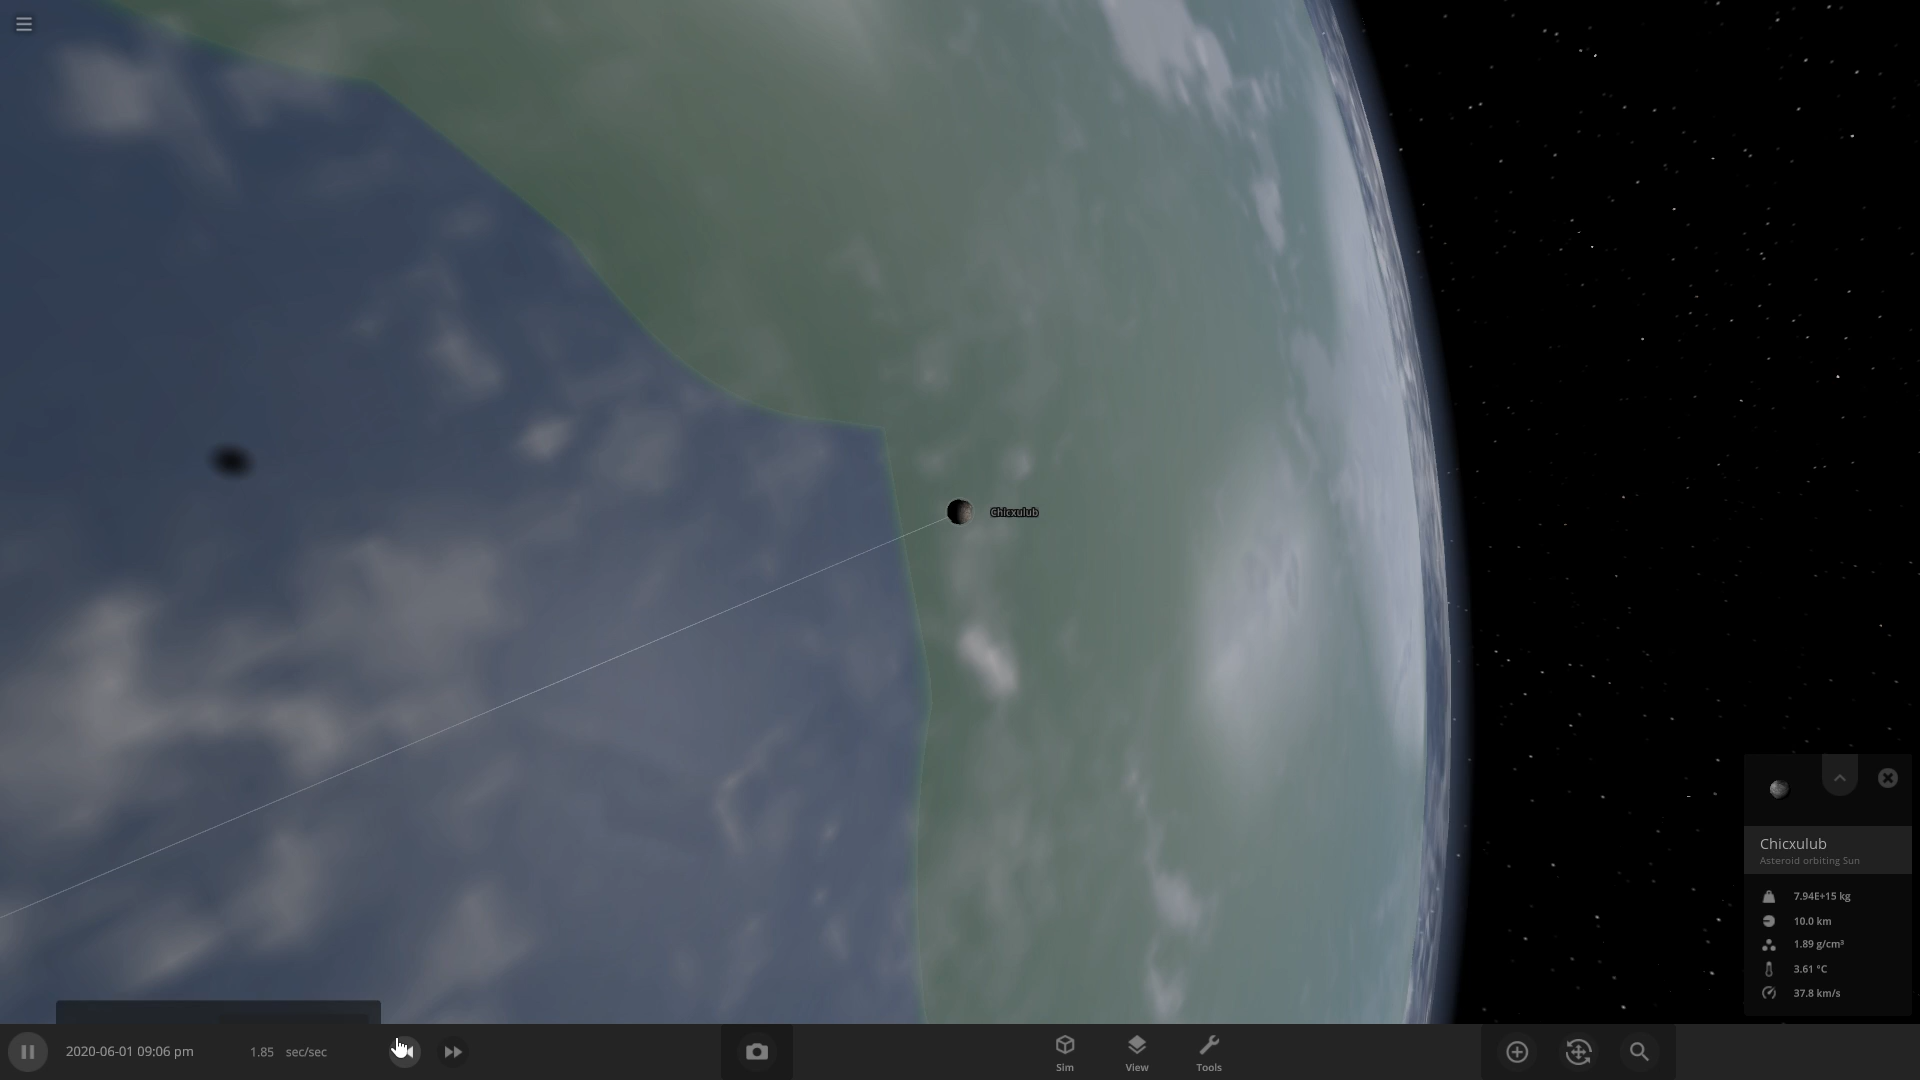 Chicxulub
Chicxulub
Asteroid orbiting Sun
7.94E+15 kg
10.0 km
1.89 g/cm³
3.61 °C
37.8 km/s
2020-06-01 09:06 pm
1.85 sec/sec
Sim
View
Tools